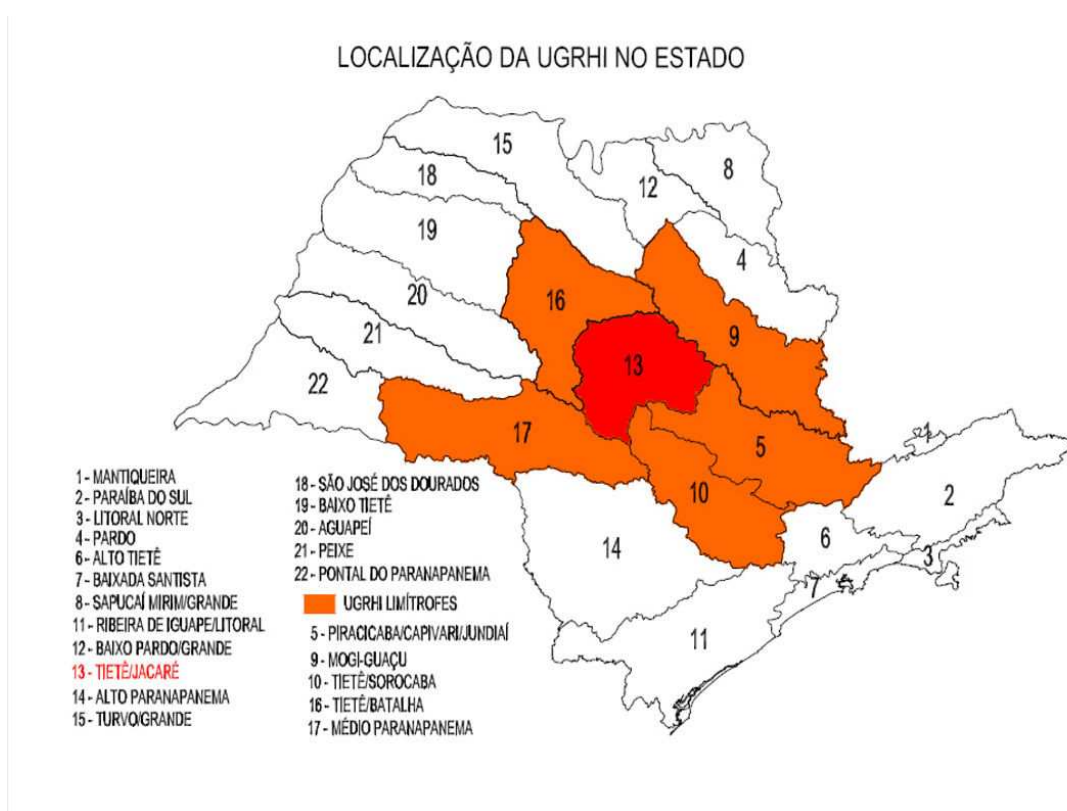 LOCALIZAÇÃO DA UGRHI NO ESTADO
15
8
18
12
19
4
20
16
9
21
13
22
17
5
1
10
2
14
6
3
7
11
1 - MANTIQUEIRA
2 - PARAÍBA DO SUL
3 - LITORAL NORTE
4 - PARDO
6 - ALTO TIETÊ
7 - BAIXADA SANTISTA
8 - SAPUCAÍ MIRIM/GRANDE
11 - RIBEIRA DE IGUAPE/LITORAL
12 - BAIXO PARDO/GRANDE
13 - TIETÊ/JACARÉ
14 - ALTO PARANAPANEMA
15 - TURVO/GRANDE
18 - SÃO JOSÉ DOS DOURADOS
19 - BAIXO TIETÊ
20 - AGUAPEÍ
21 - PEIXE
22 - PONTAL DO PARANAPANEMA
UGRHI LIMÍTROFES
5 - PIRACICABA/CAPIVARI/JUNDIAÍ
9 - MOGI-GUAÇU
10 - TIETÊ/SOROCABA
16 - TIETÊ/BATALHA
17 - MÉDIO PARANAPANEMA